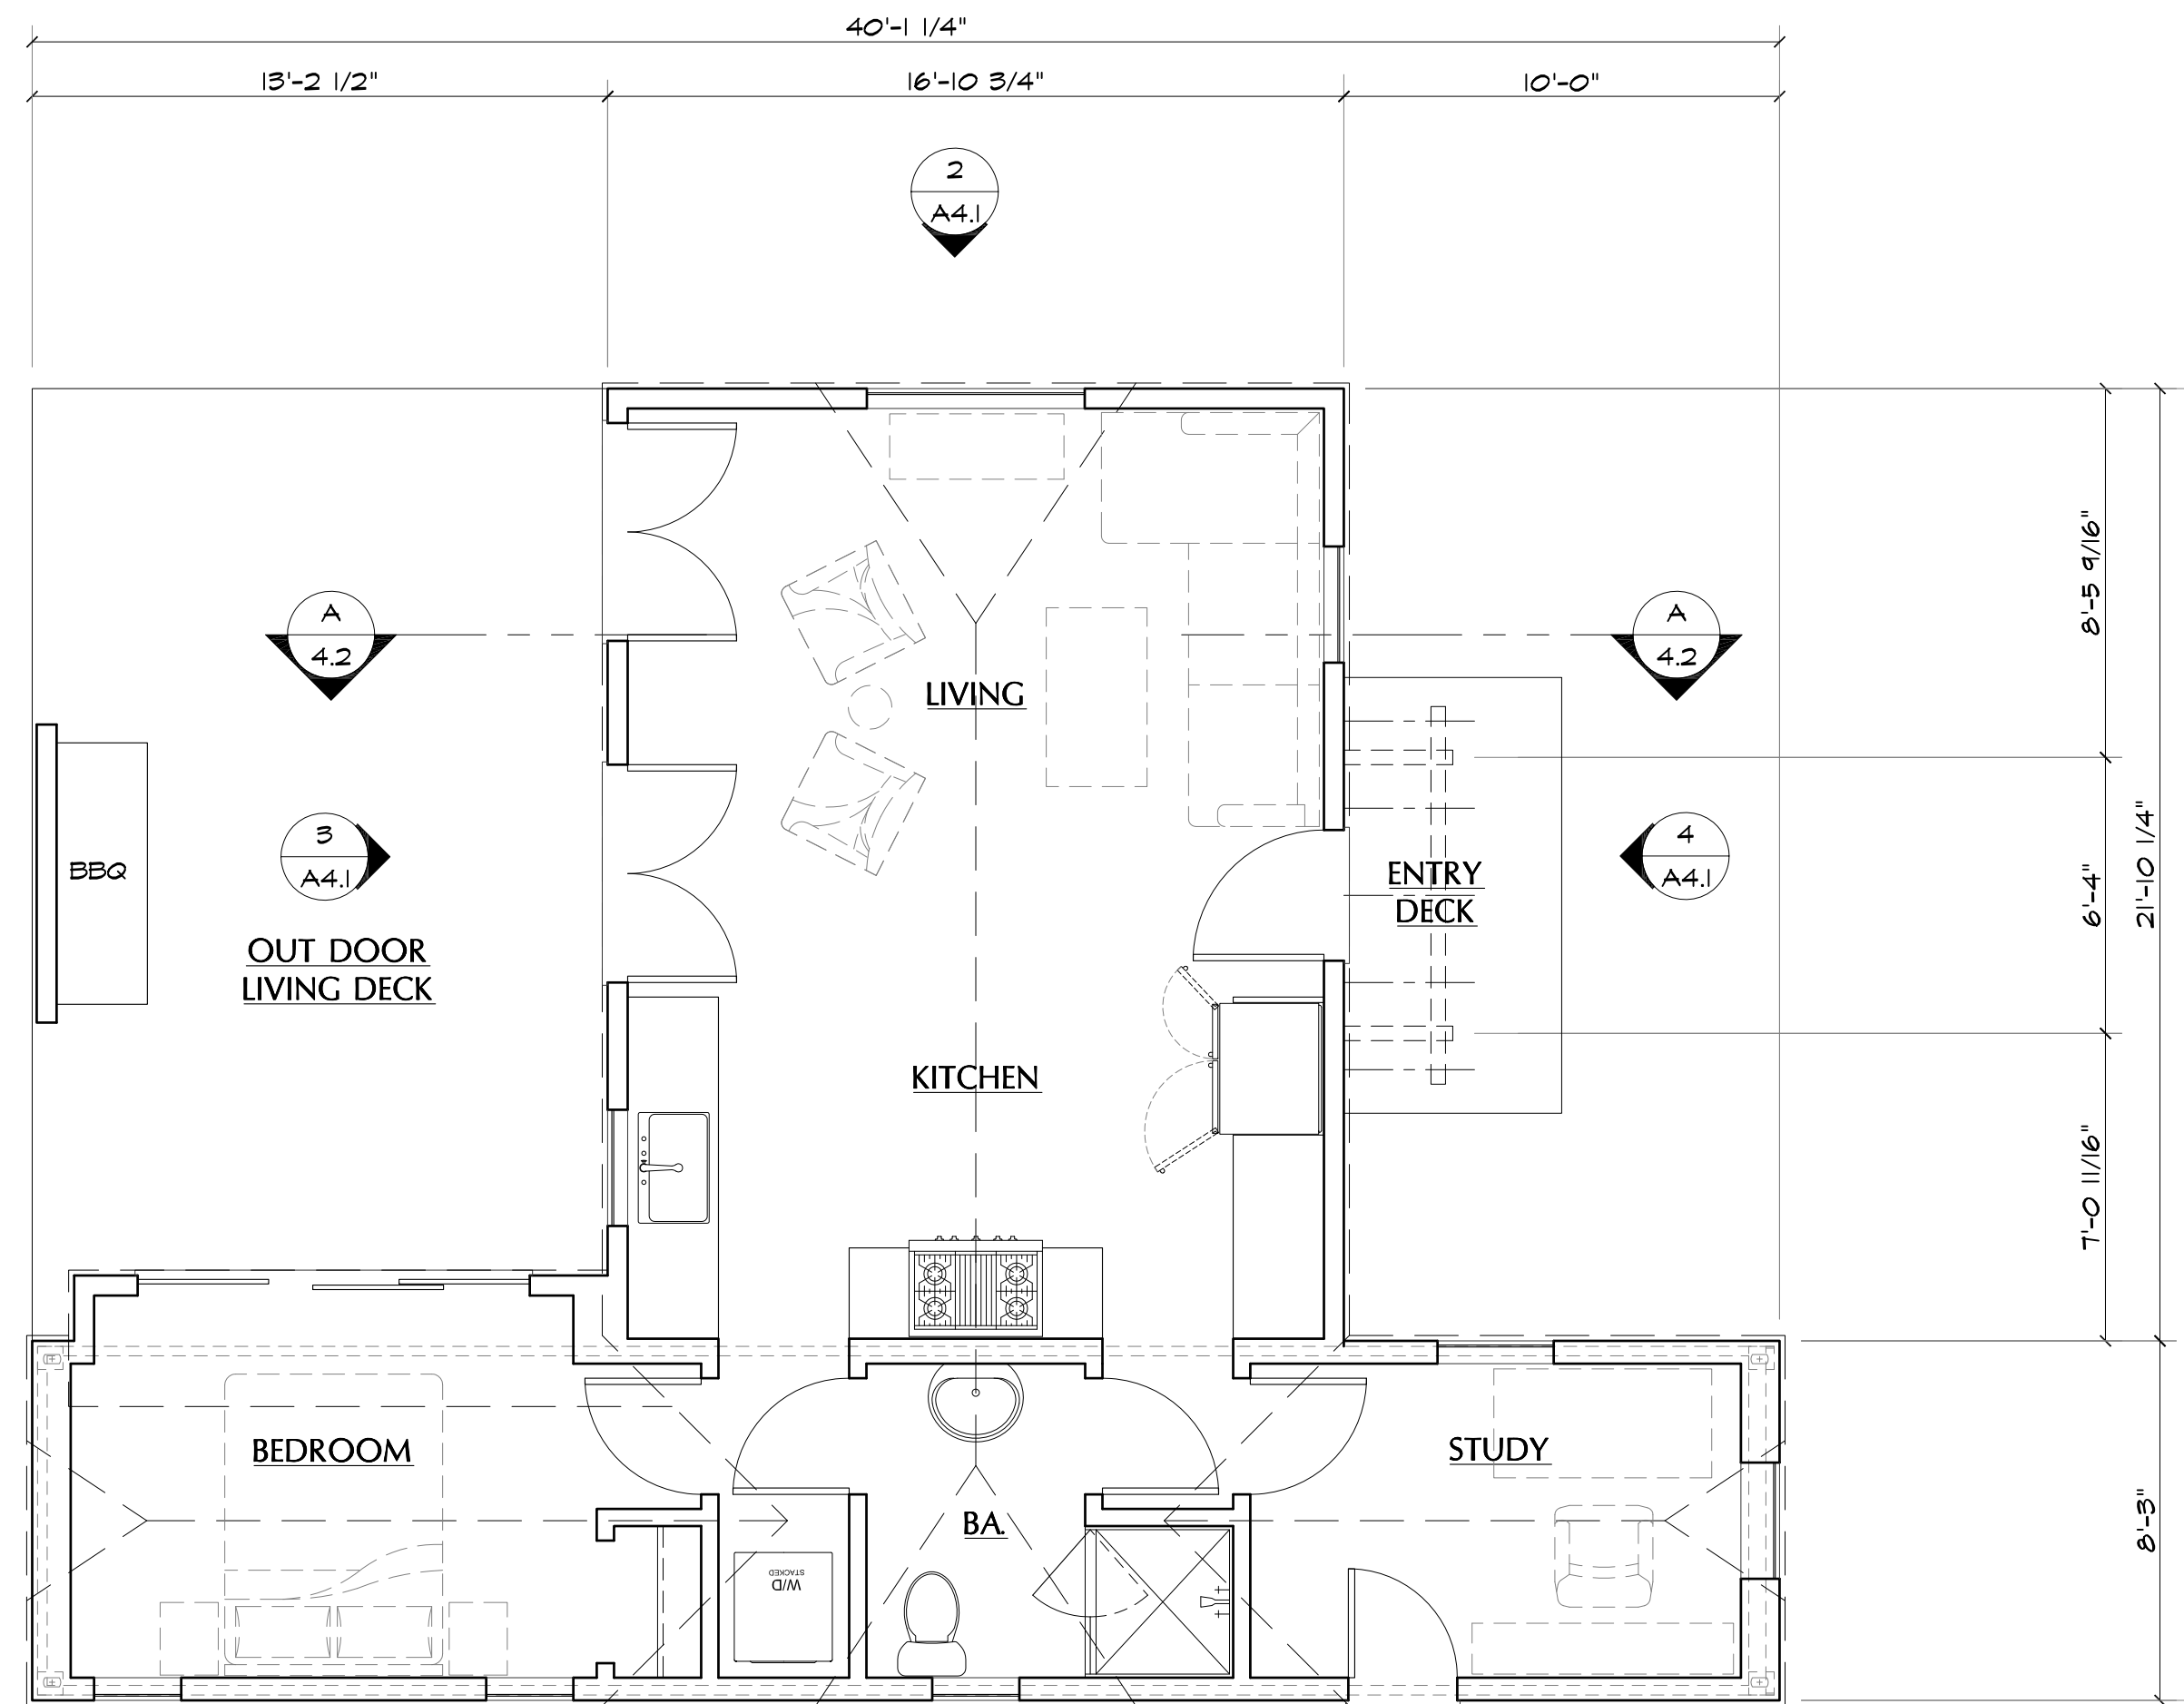 40'-1 1/4"
13'-2 1/2"
16'-10 3/4"
10'-0"
2
A4.1
8'-5 9/16"
A
4.2
A
4.2
LIVING
21'-10 1/4"
3
A4.1
4
A4.1
BBQ
ENTRY
DECK
6'-4"
OUT DOOR
LIVING DECK
KITCHEN
7'-0 11/16"
BEDROOM
STUDY
BA.
8'-3"
W/D
STACKED